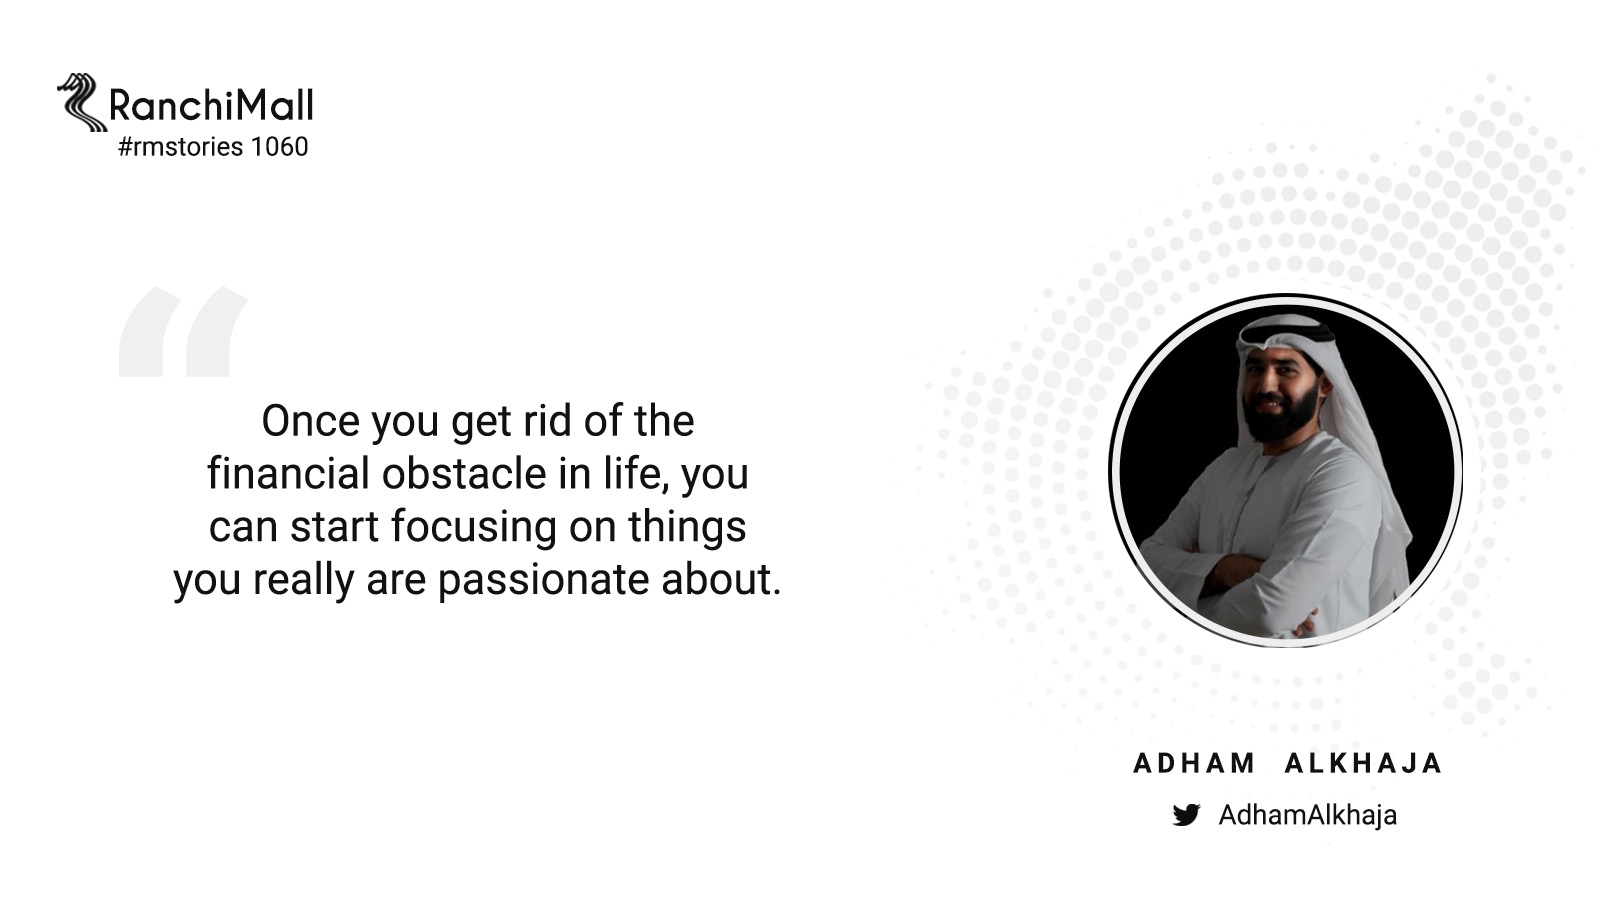 RanchiMall
#rmstories 1060
“
Once you get rid of the
financial obstacle in life, you
can start focusing on things
you really are passionate about.
ADHAM ALKHAJA
AdhamAlkhaja